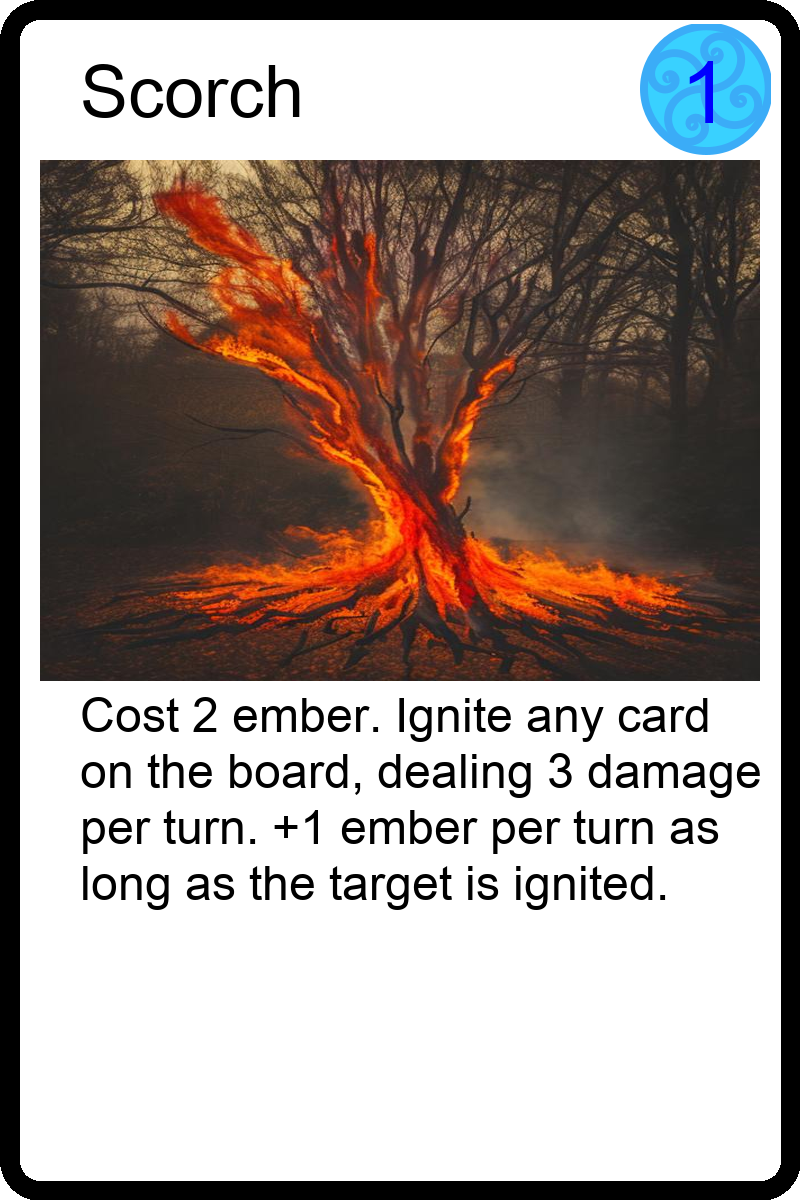 Scorch
1
Cost 2 ember. Ignite any card
on the board, dealing 3 damage
per turn. +1 ember per turn as
long as the target is ignited.